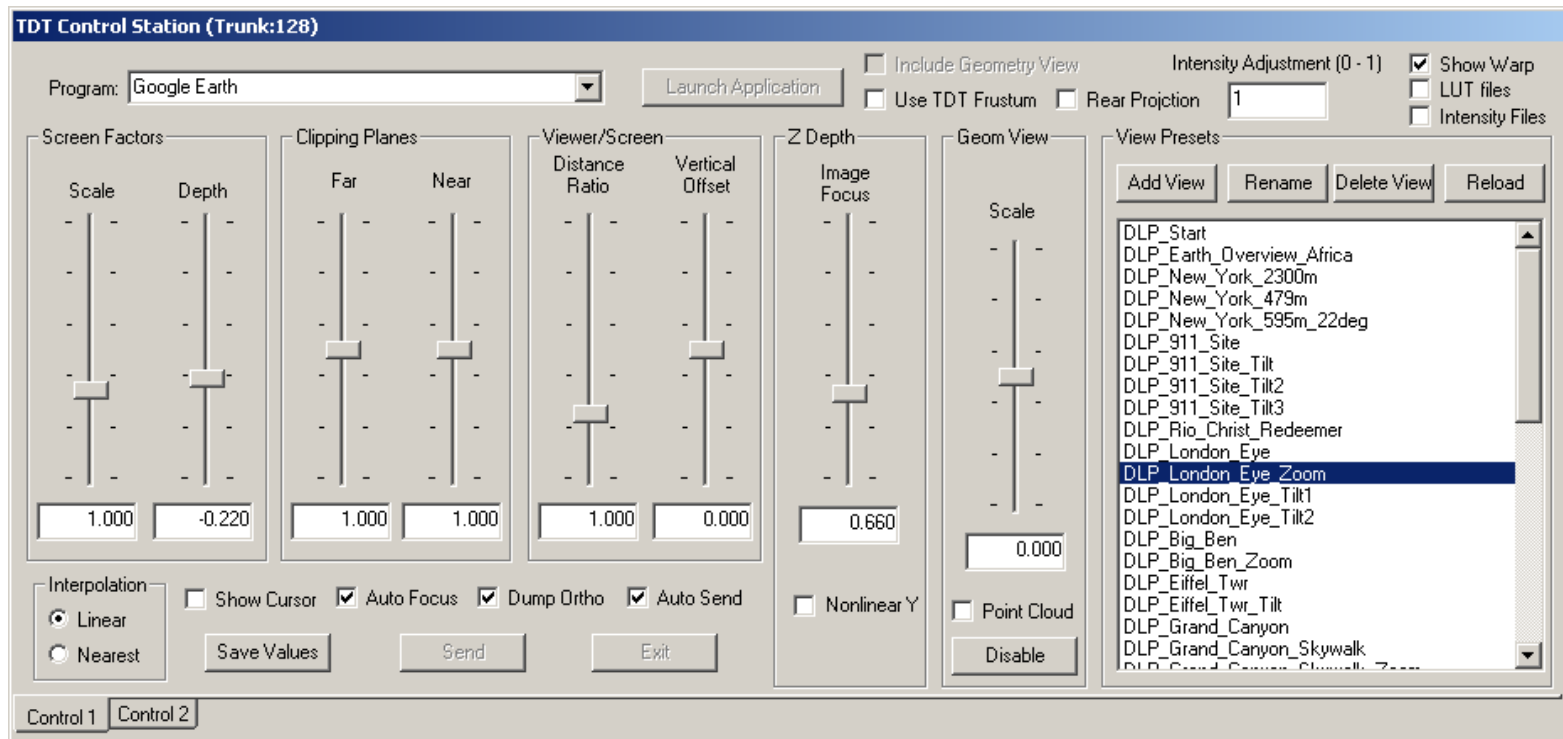 TDT Control Station (Trunk:128)
Program: Google Earth
Launch Application
Include Geometry View
Use TDT Frustum
Rear Projction
Intensity Adjustment (0 - 1)
1
Show Warp
LUT files
Intensity Files
Screen Factors
Scale Depth
1.000 -0.220
Clipping Planes
Far Near
1.000 1.000
Viewer/Screen
Distance Ratio
Vertical Offset
1.000 0.000
Z Depth
Image
Focus
0.660
Nonlinear Y
Geom View
Scale
0.000
Point Cloud
Disable
View Presets
Add View Rename Delete View Reload
DLP_Start
DLP_Earth_Overview_Africa
DLP_New_York_2300m
DLP_New_York_479m
DLP_New_York_595m_22deg
DLP_911_Site
DLP_911_Site_Tilt
DLP_911_Site_Tilt2
DLP_911_Site_Tilt3
DLP_Rio_Christ_Redeemer
DLP_London_Eye
DLP_London_Eye_Zoom
DLP_London_Eye_Tilt1
DLP_London_Eye_Tilt2
DLP_Big_Ben
DLP_Big_Ben_Zoom
DLP_Eiffel_Twr
DLP_Eiffel_Twr_Tilt
DLP_Grand_Canyon
DLP_Grand_Canyon_Skywalk
DLP_Grand_Canyon_Skywalk_Zoom
Interpolation
Linear
Nearest
Show Cursor Auto Focus Dump Ortho Auto Send
Save Values Send Exit
Control 1 Control 2